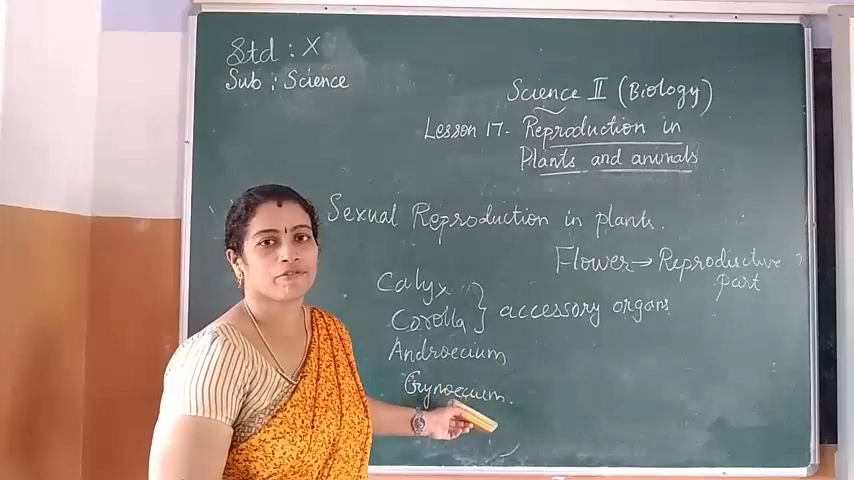 Std : X
Sub : Science
Science II (Biology)
Lesson 17- Reproduction in
Plants and animals
Sexual Reproduction in plants.
Flower → Reproductive
part
Calyx
Corolla } accessory organs
Androecium
Gynoecium.